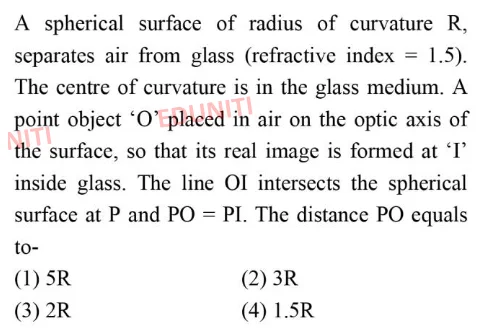 A spherical surface of radius of curvature R,
separates air from glass (refractive index = 1.5).
The centre of curvature is in the glass medium. A
point object ‘O’ placed in air on the optic axis of
the surface, so that its real image is formed at ‘I’
inside glass. The line OI intersects the spherical
surface at P and PO = PI. The distance PO equals
to-
(1) 5R (2) 3R
(3) 2R (4) 1.5R
EDUNITI
NITI